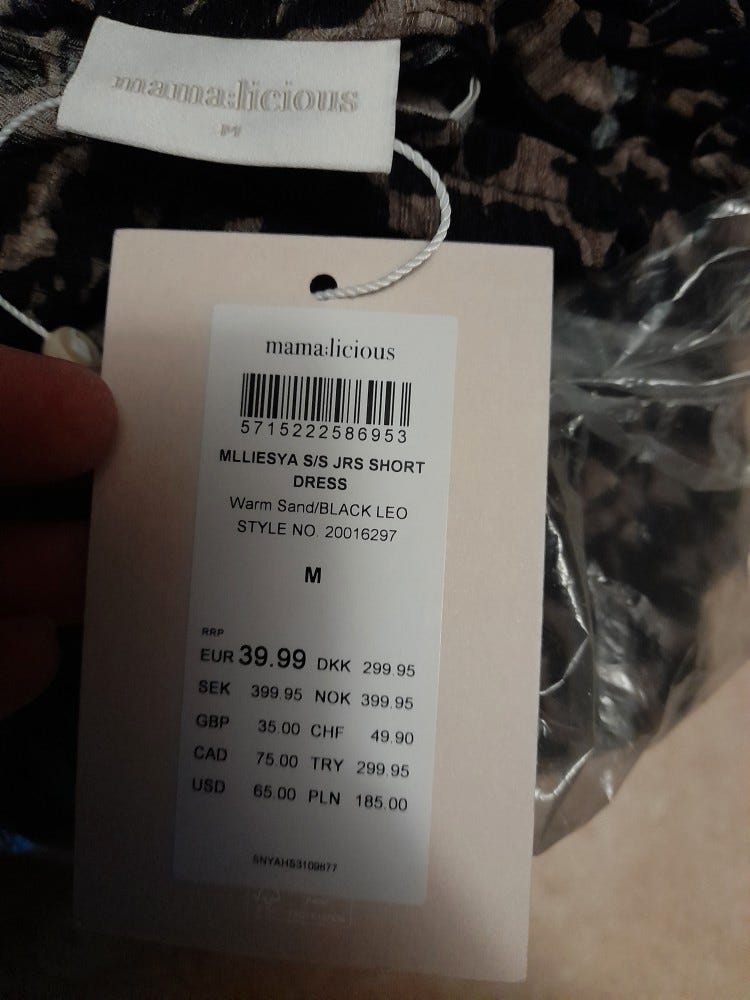 mama:licious
M
mama:licious
5715222586953
MLLIESYA S/S JRS SHORT
DRESS
Warm Sand/BLACK LEO
STYLE NO. 20016297
M
RRP
EUR 39.99 DKK 299.95
SEK 399.95 NOK 399.95
GBP 35.00 CHF 49.90
CAD 75.00 TRY 299.95
USD 65.00 PLN 185.00
SNYAHS3109877